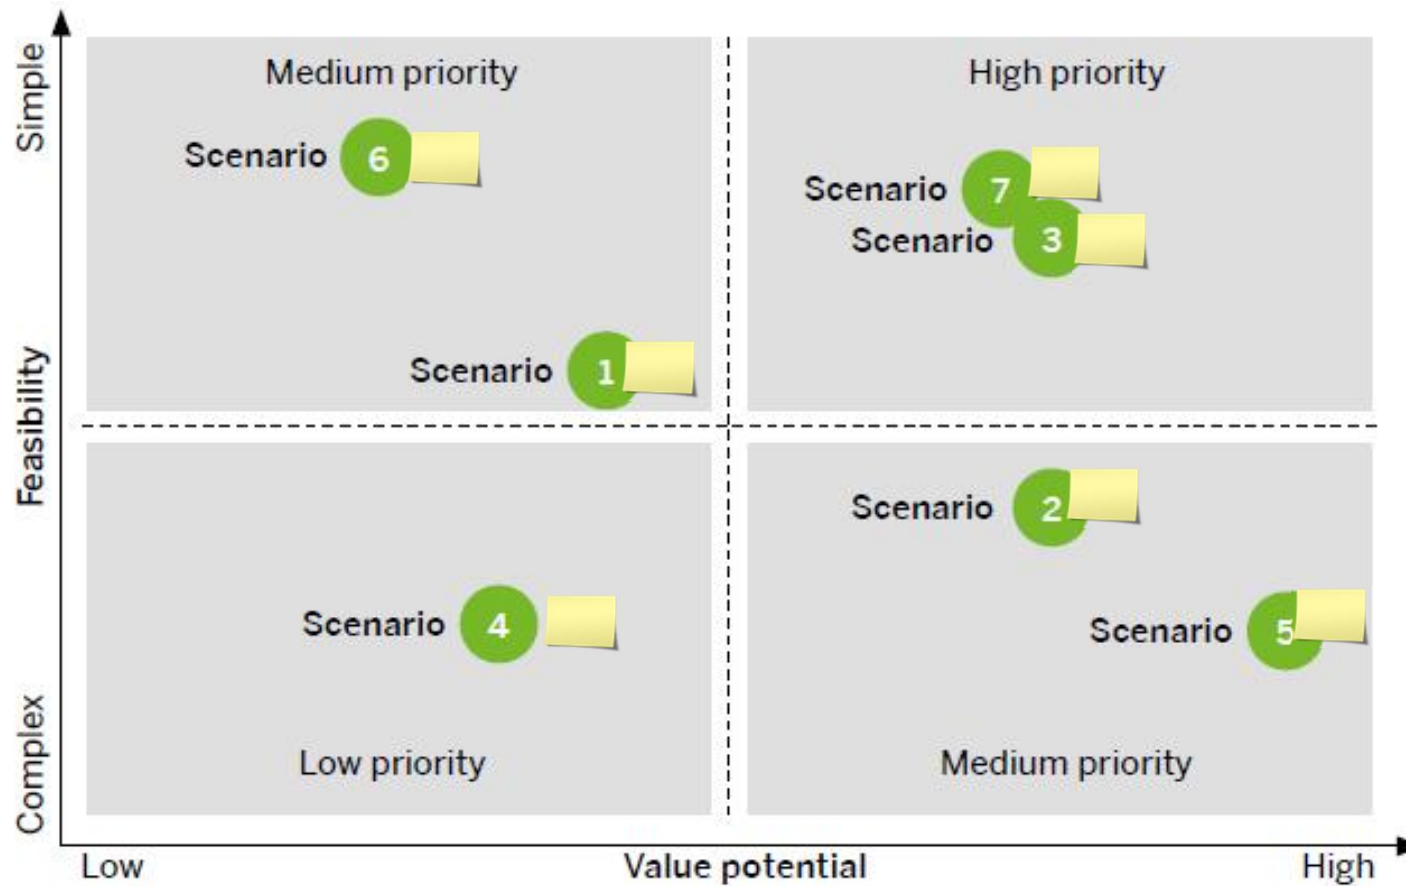 Simple
Feasibility
Complex
Medium priority
High priority
Scenario 6
Scenario 7
Scenario 3
Scenario 1
Scenario 2
Scenario 4
Scenario 5
Low priority
Medium priority
Low
Value potential
High